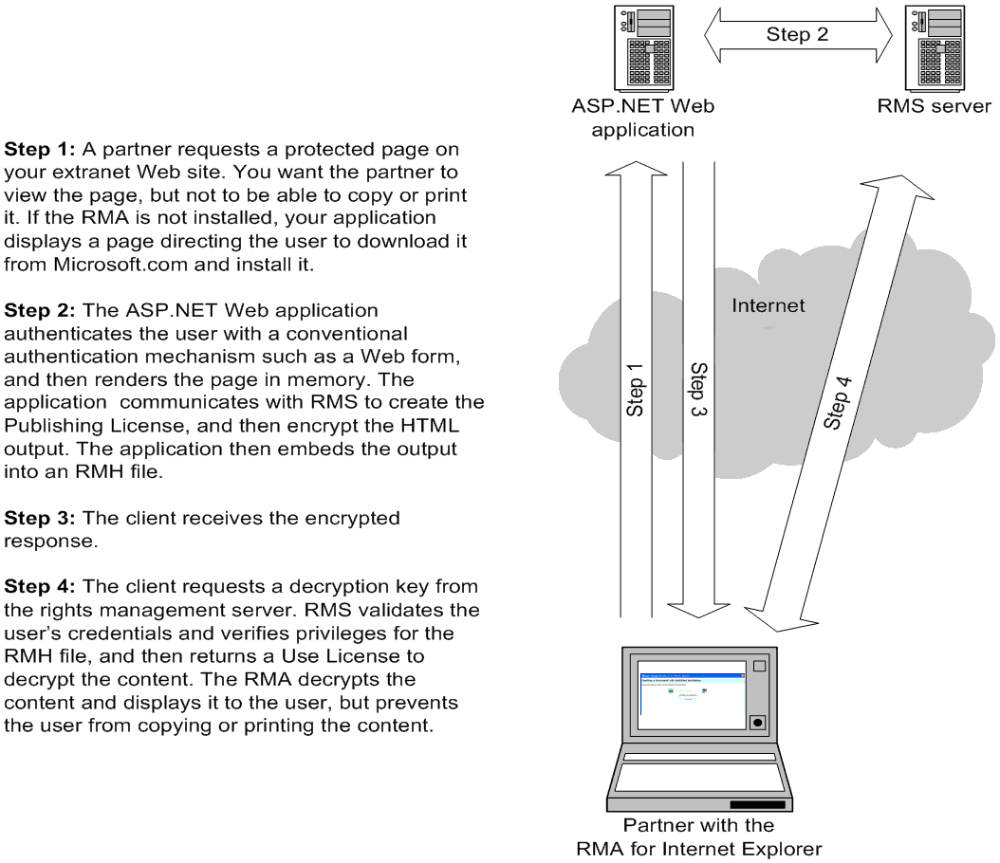 Step 2
ASP.NET Web
application
RMS server
Step 1: A partner requests a protected page on
your extranet Web site. You want the partner to
view the page, but not to be able to copy or print
it. If the RMA is not installed, your application
displays a page directing the user to download it
from Microsoft.com and install it.
Step 2: The ASP.NET Web application
authenticates the user with a conventional
authentication mechanism such as a Web form,
and then renders the page in memory. The
application  communicates with RMS to create the
Publishing License, and then encrypt the HTML
output. The application then embeds the output
into an RMH file.
Step 3: The client receives the encrypted
response.
Step 4: The client requests a decryption key from
the rights management server. RMS validates the
user's credentials and verifies privileges for the
RMH file, and then returns a Use License to
decrypt the content. The RMA decrypts the
content and displays it to the user, but prevents
the user from copying or printing the content.
Internet
Step 1
Step 3
Step 4
Partner with the
RMA for Internet Explorer